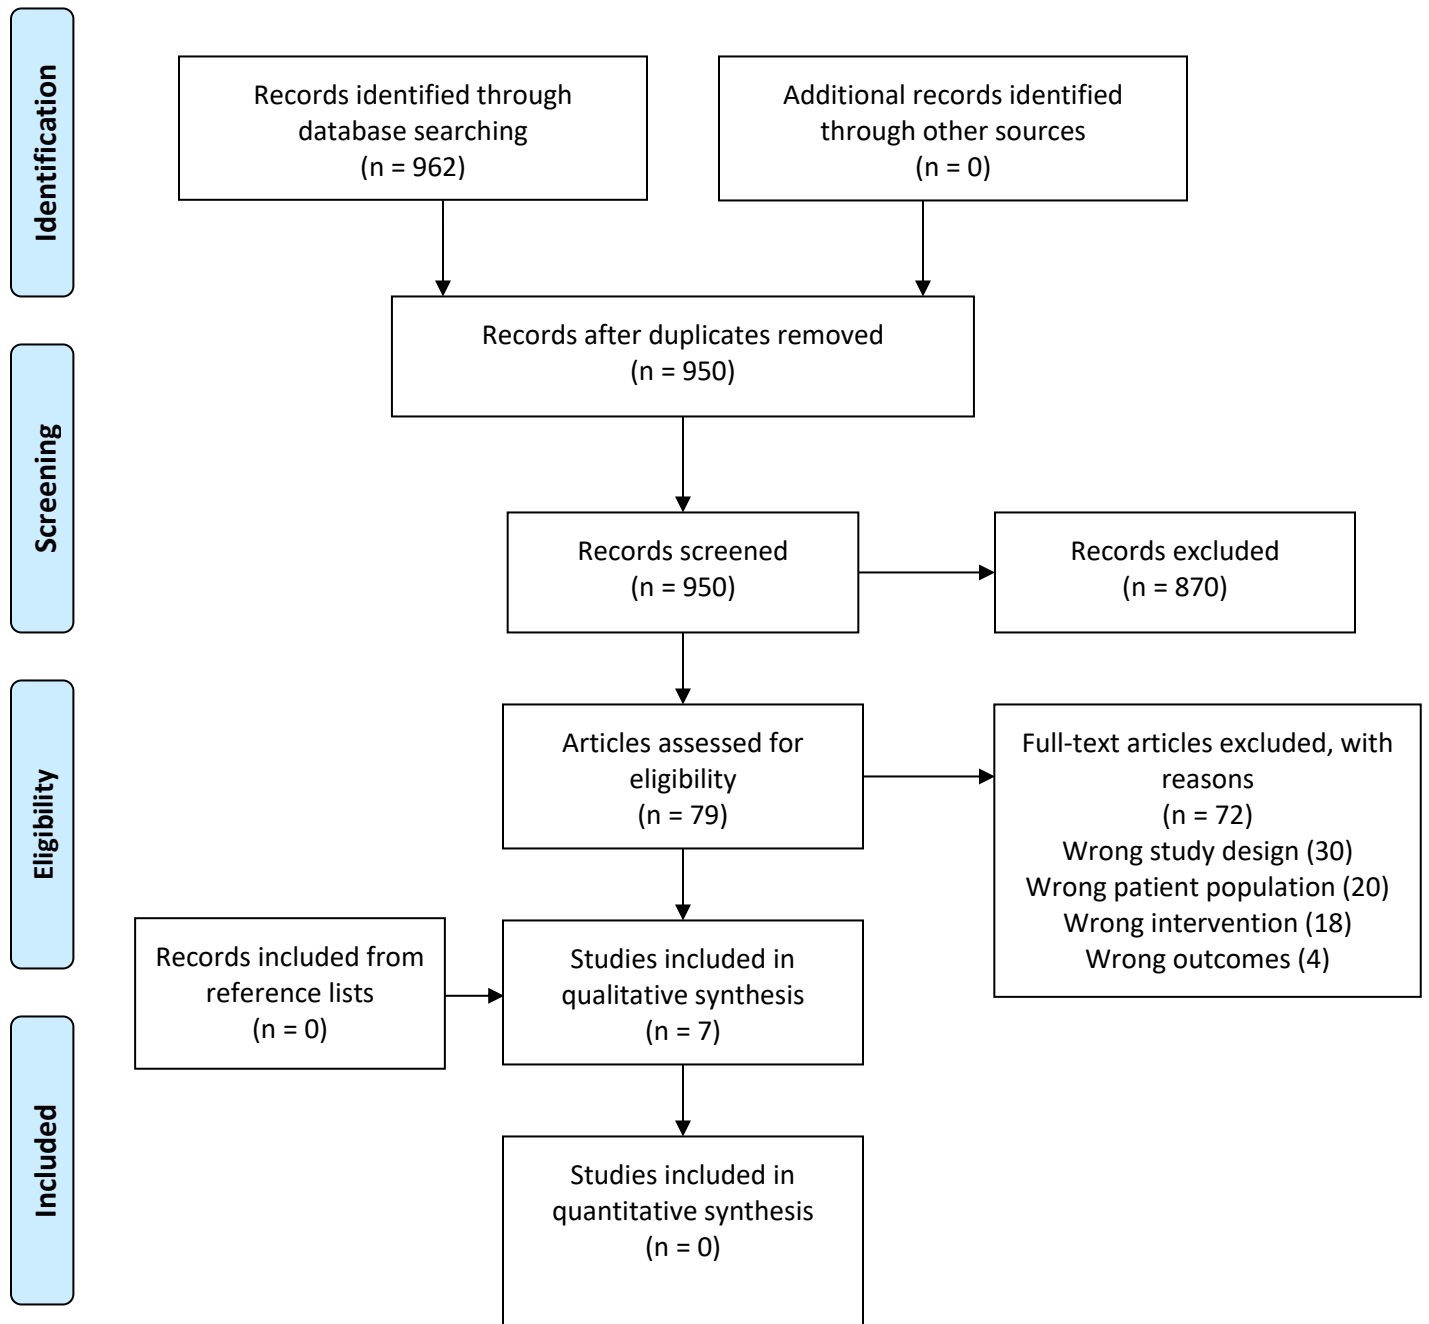 Identification
Records identified through
database searching
(n = 962)
Additional records identified
through other sources
(n = 0)
Records after duplicates removed
(n = 950)
Screening
Records screened
(n = 950)
Records excluded
(n = 870)
Eligibility
Articles assessed for
eligibility
(n = 79)
Full-text articles excluded, with
reasons
(n = 72)
Wrong study design (30)
Wrong patient population (20)
Wrong intervention (18)
Wrong outcomes (4)
Records included from
reference lists
(n = 0)
Studies included in
qualitative synthesis
(n = 7)
Included
Studies included in
quantitative synthesis
(n = 0)